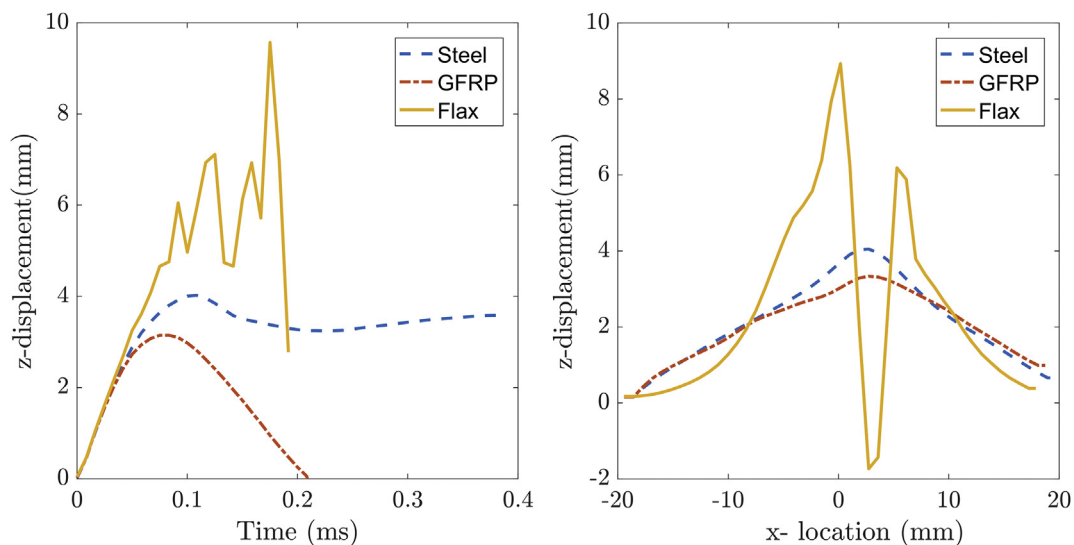 10
8
6
4
2
0
0
0.1
0.2
0.3
0.4
z-displacement(mm)
Time (ms)
Steel
GFRP
Flax
10
8
6
4
2
0
-2
-20
-10
0
10
20
z-displacement(mm)
x- location (mm)
Steel
GFRP
Flax